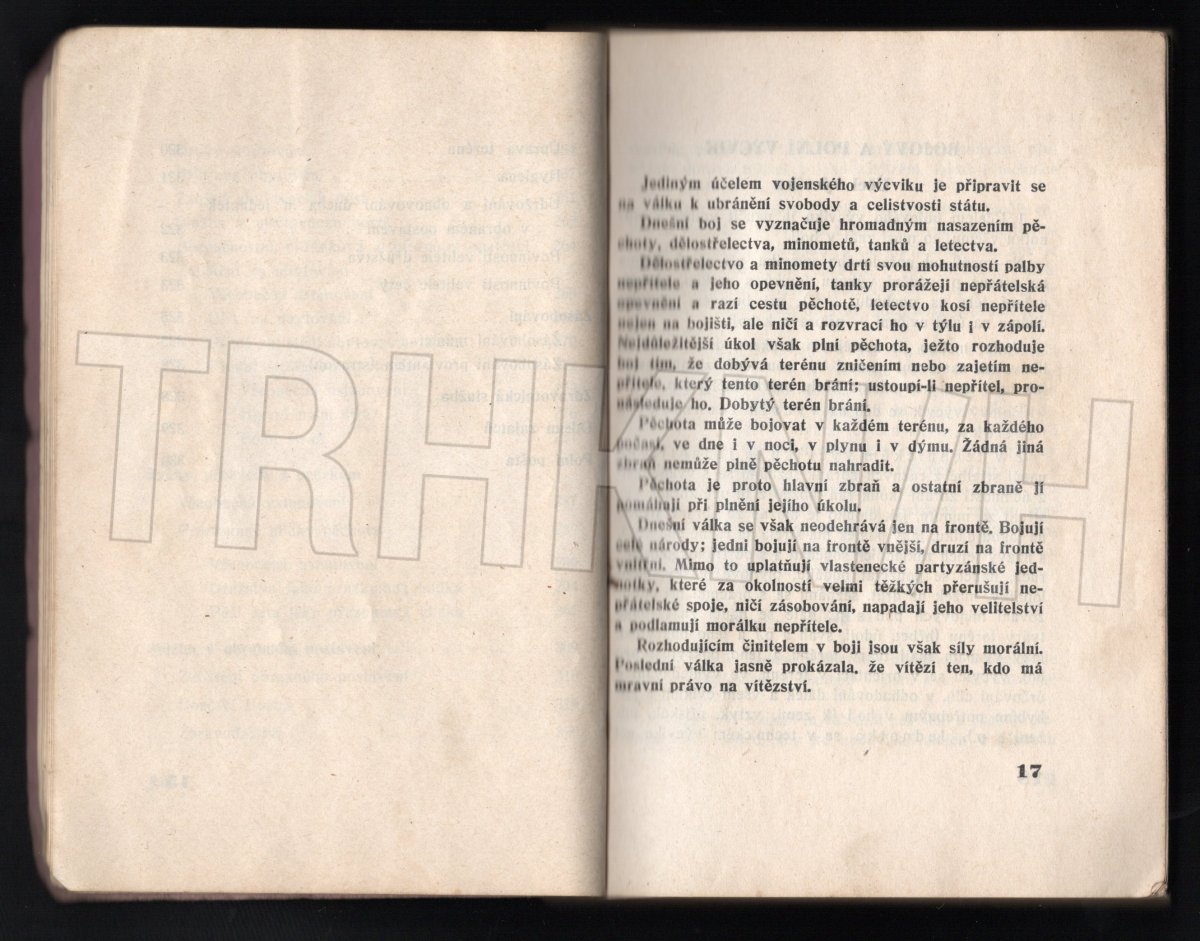 Jediným účelem vojenského výcviku je připravit se
na válku k ubránění svobody a celistvosti státu.
Dnešní boj se vyznačuje hromadným nasazením pě-
choty, dělostřelectva, minometů, tanků a letectva.
Dělostřelectvo a minomety drtí svou mohutností palby
nepřítele a jeho opevnění, tanky prorážejí nepřátelská
opevnění a razí cestu pěchotě, letectvo kosí nepřítele
nejen na bojišti, ale ničí a rozvrací ho v týlu i v zápolí.
Nejdůležitější úkol však plní pěchota, ježto rozhoduje
boj tím, že dobývá terénu zničením nebo zajetím ne-
přítele, který tento terén brání; ustoupí-li nepřítel, pro-
následuje ho. Dobytý terén brání.
Pěchota může bojovat v každém terénu, za každého
počasí, ve dne i v noci, v plynu i v dýmu. Žádná jiná
zbraň nemůže plně pěchotu nahradit.
Pěchota je proto hlavní zbraň a ostatní zbraně jí
pomáhají při plnění jejího úkolu.
Dnešní válka se však neodehrává jen na frontě. Bojují
celé národy; jedni bojují na frontě vnější, druzí na frontě
vnitřní. Mimo to uplatňují vlastenecké partyzánské jed-
notky, které za okolností velmi těžkých přerušují ne-
přátelské spoje, ničí zásobování, napadají jeho velitelství
a podlamují morálku nepřítele.
Rozhodujícím činitelem v boji jsou však síly morální.
Poslední válka jasně prokázala, že vítězí ten, kdo má
mravní právo na vítězství.
17
TRHKNIH